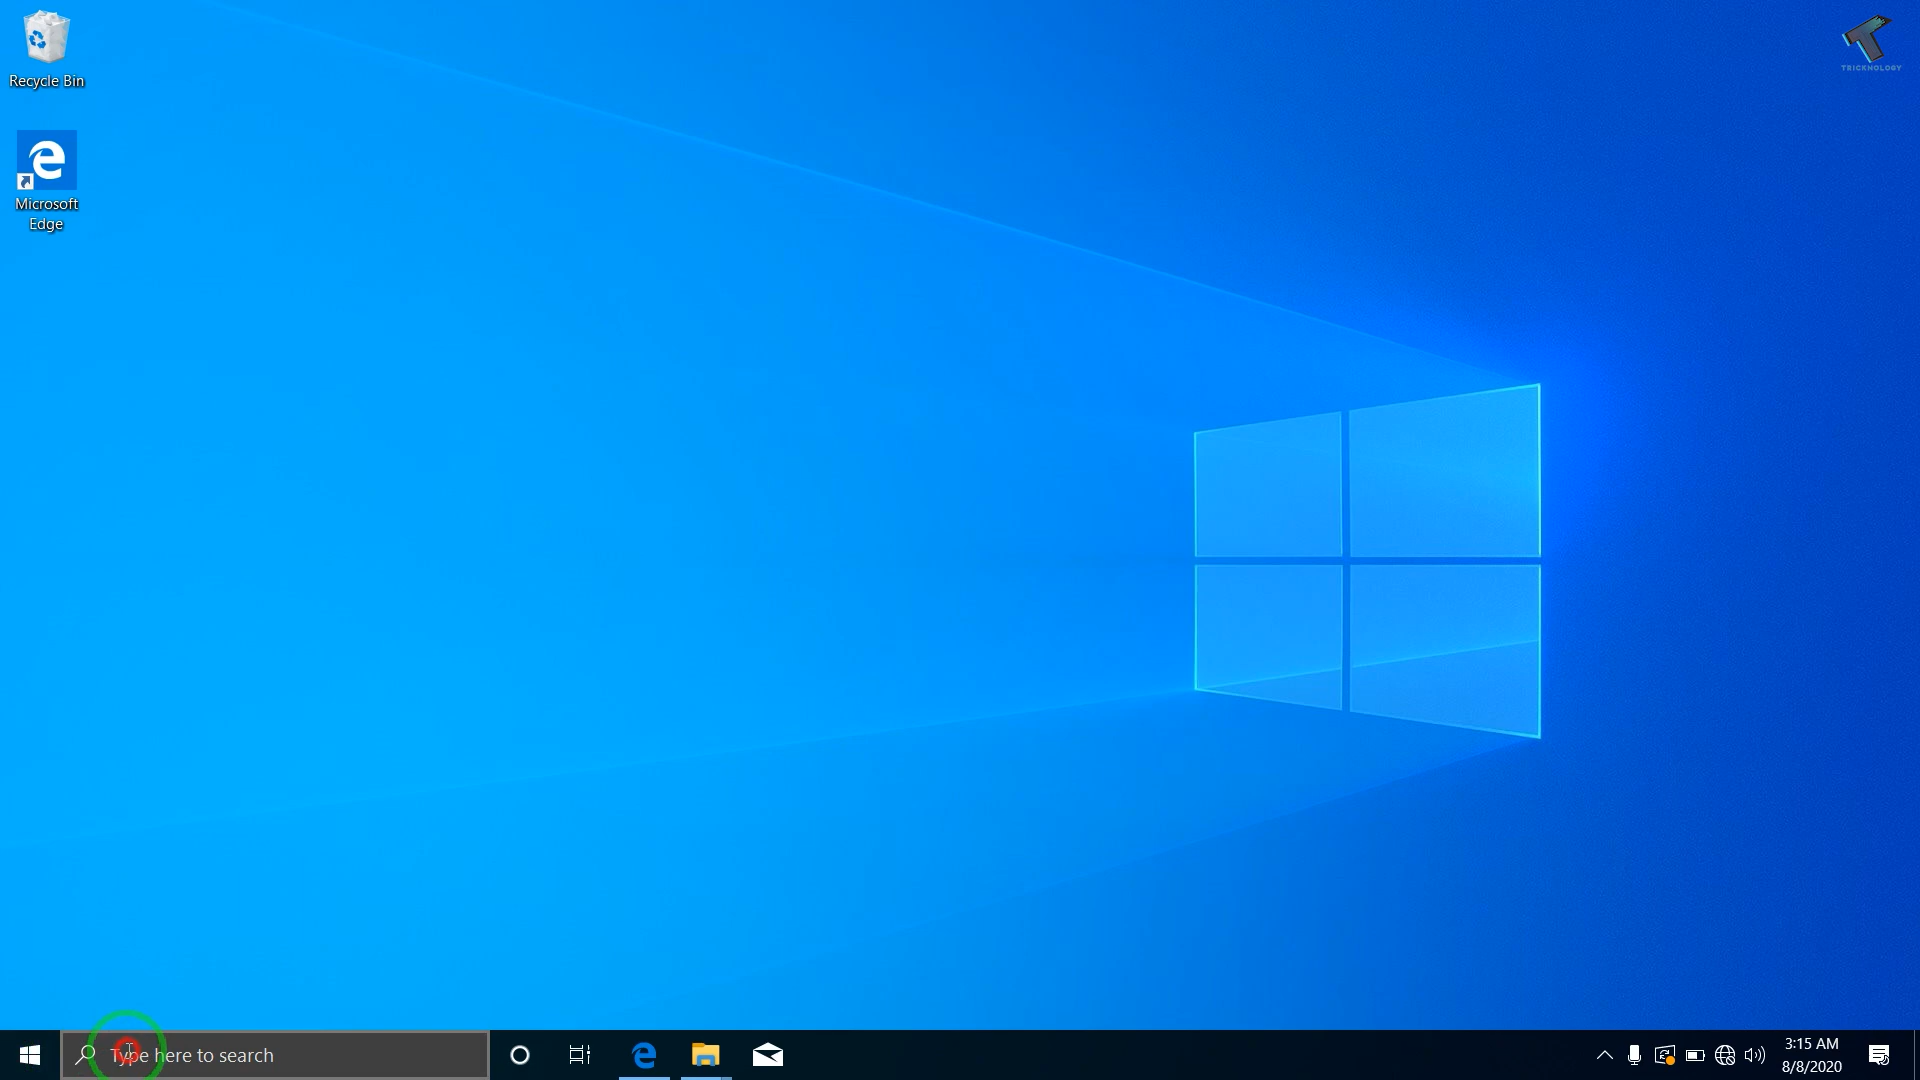 Recycle Bin
TRICKNOLOGY
Microsoft
Edge
Type here to search
3:15 AM
8/8/2020